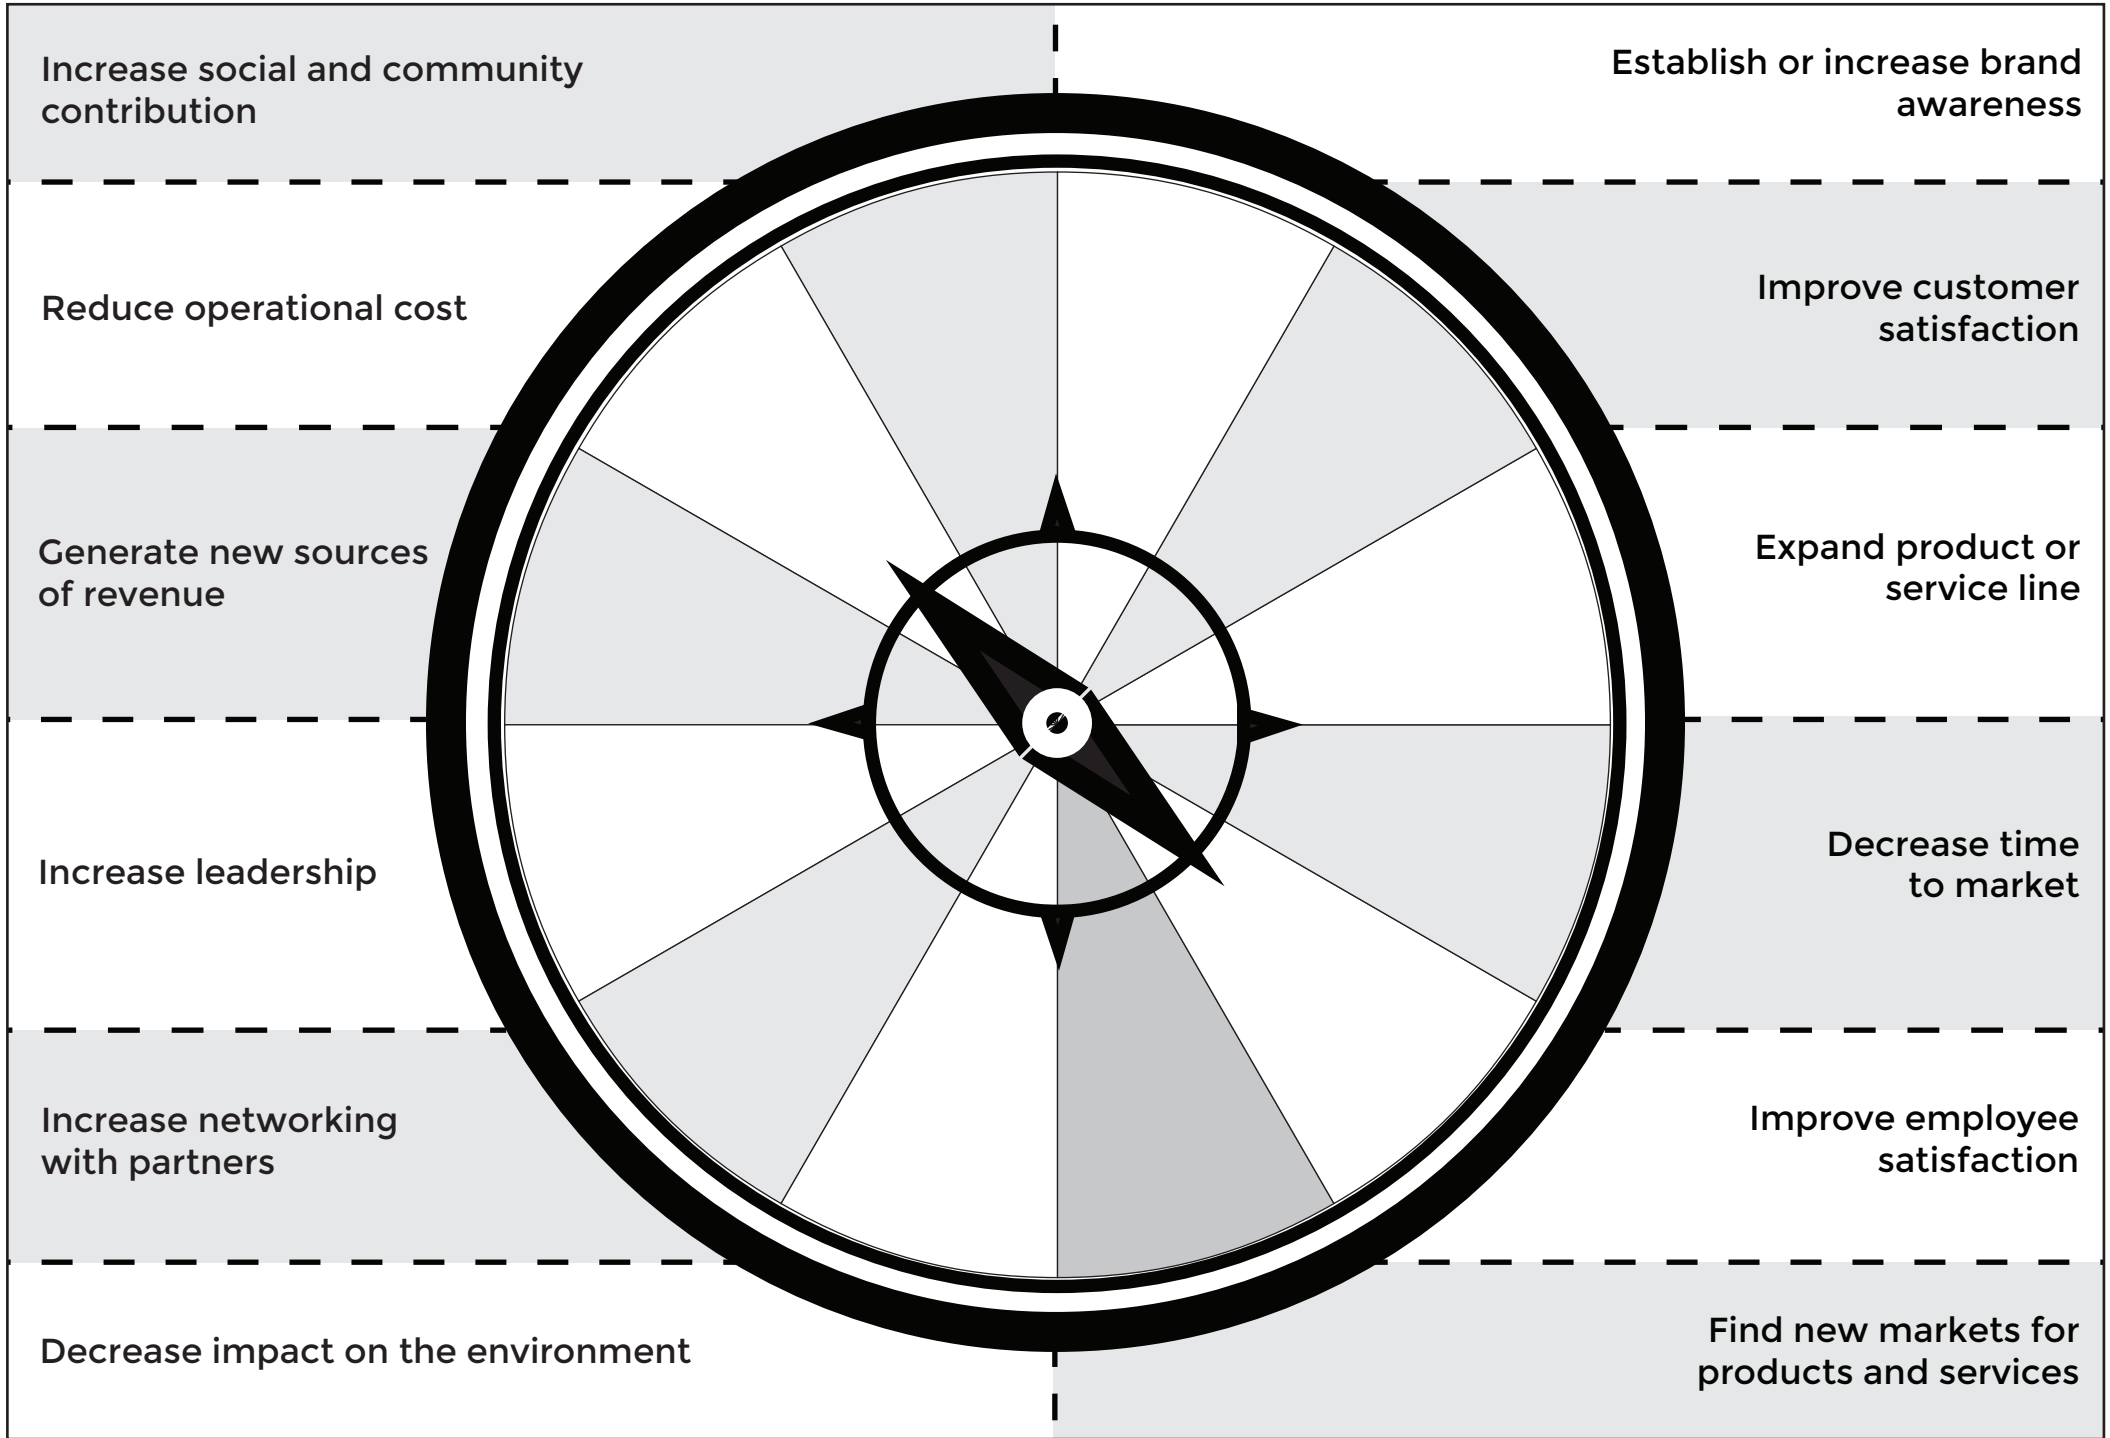 Increase social and community
contribution
Reduce operational cost
Generate new sources
of revenue
Increase leadership
Increase networking
with partners
Decrease impact on the environment
Establish or increase brand
awareness
Improve customer
satisfaction
Expand product or
service line
Decrease time
to market
Improve employee
satisfaction
Find new markets for
products and services